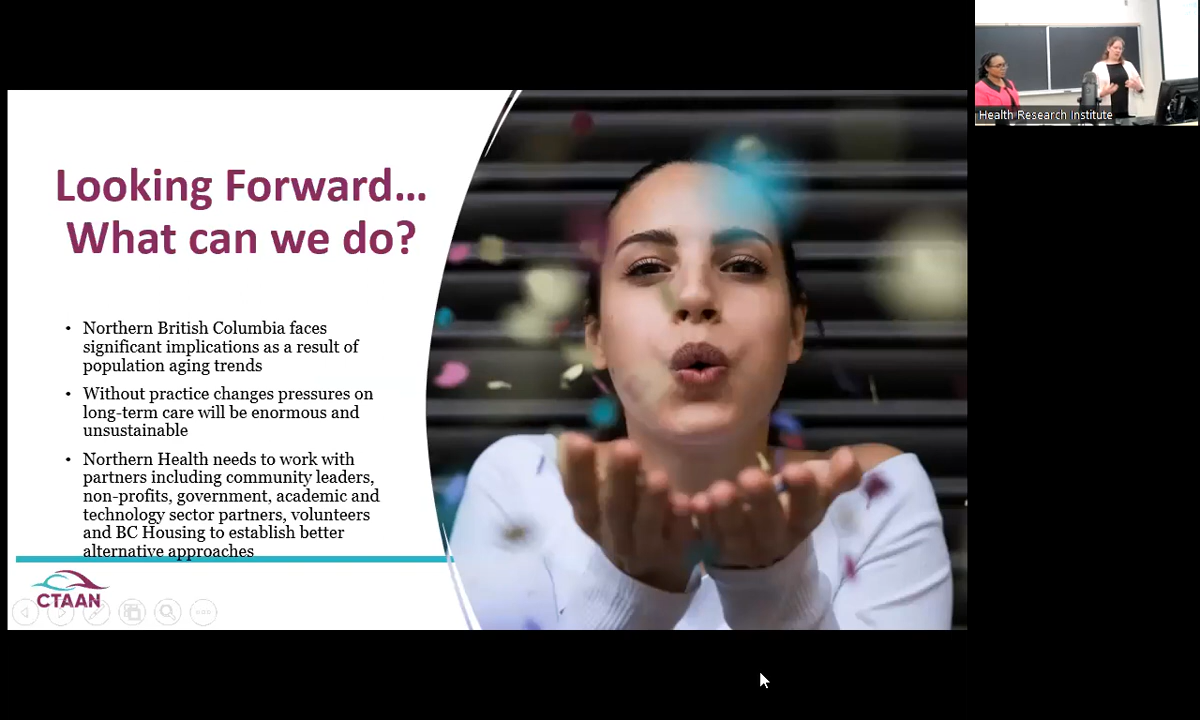 Health Research Institute
Looking Forward...
What can we do?
• Northern British Columbia faces
significant implications as a result of
population aging trends
• Without practice changes pressures on
long-term care will be enormous and
unsustainable
• Northern Health needs to work with
partners including community leaders,
non-profits, government, academic and
technology sector partners, volunteers
and BC Housing to establish better
alternative approaches
CTAAN